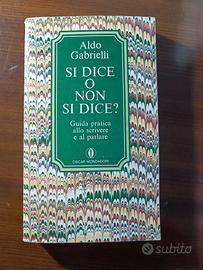 Aldo
Gabrielli
SI DICE
O
NON
SI DICE?
Guida pratica
allo scrivere
e al parlare
OSCAR MONDADORI
subito